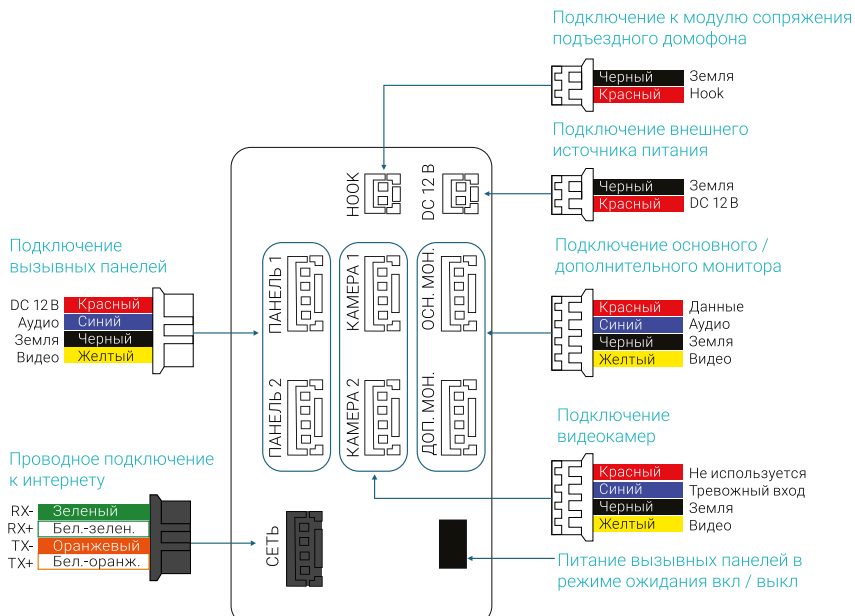 Подключение к модулю сопряжения
подъездного домофона
Черный Земля
Красный Hook
Подключение внешнего
источника питания
Черный Земля
Красный DC 12 В
HOOK
DC 12 В
Подключение
вызывных панелей
DC 12 В Красный
Аудио Синий
Земля Черный
Видео Желтый
ПАНЕЛЬ 1
КАМЕРА 1
ОСН. МОН.
Подключение основного /
дополнительного монитора
Красный Данные
Синий Аудио
Черный Земля
Желтый Видео
ПАНЕЛЬ 2
КАМЕРА 2
ДОП. МОН.
Подключение
видеокамер
Красный Не используется
Синий Тревожный вход
Черный Земля
Желтый Видео
Проводное подключение
к интернету
RX- Зеленый
RX+ Бел.-зелен.
TX- Оранжевый
TX+ Бел.-оранж.
СЕТЬ
Питание вызывных панелей в
режиме ожидания вкл / выкл